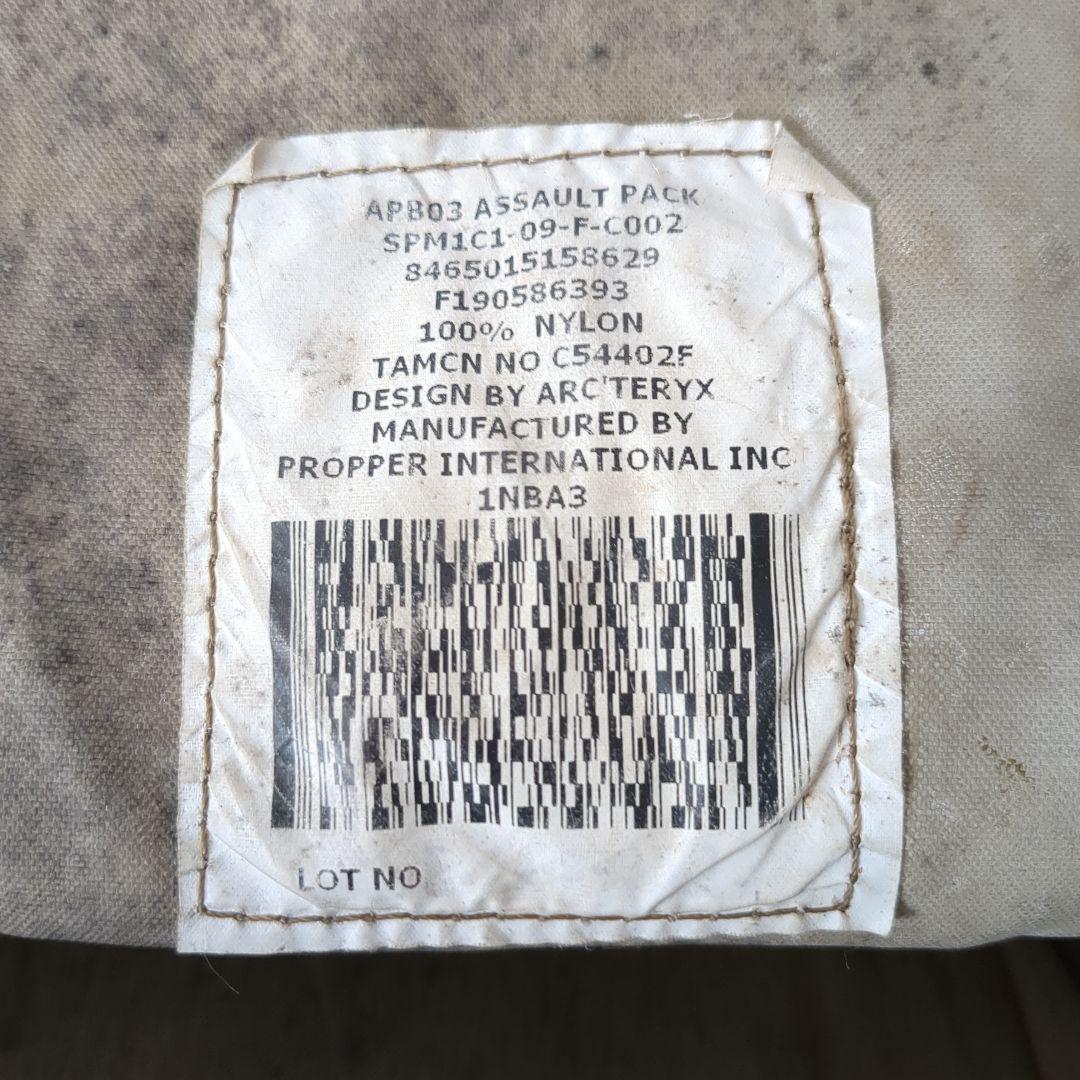 APB03 ASSAULT PACK
SPM1C1-09-F-C002
8465015158629
F190586393
100% NYLON
TAMCN NO C54402F
DESIGN BY ARC'TERYX
MANUFACTURED BY
PROPPER INTERNATIONAL INC
1NBA3
LOT NO